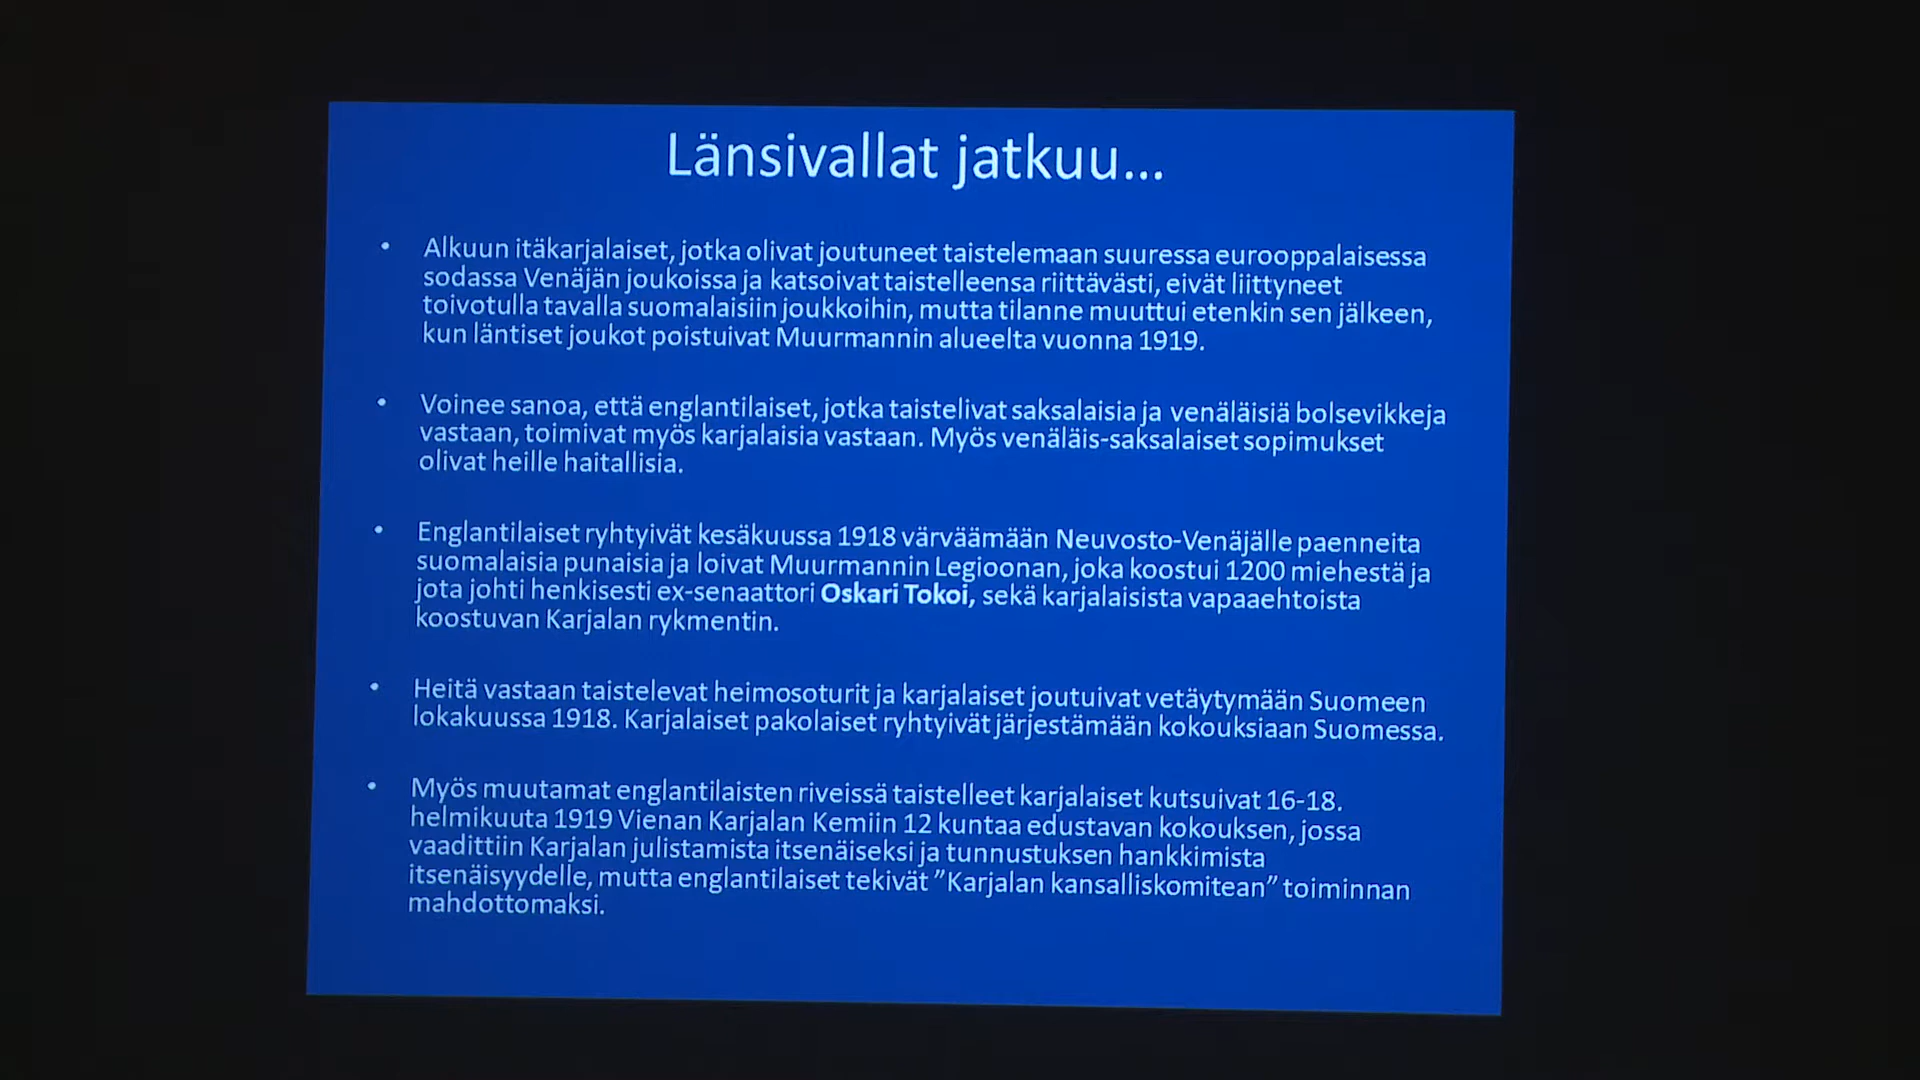 Länsivallat jatkuu...
• Alkuun itäkarjalaiset, jotka olivat joutuneet taistelemaan suuressa eurooppalaisessa
sodassa Venäjän joukoissa ja katsoivat taistelleensa riittävästi, eivät liittyneet
toivotulla tavalla suomalaisiin joukkoihin, mutta tilanne muuttui etenkin sen jälkeen,
kun läntiset joukot poistuivat Muurmannin alueelta vuonna 1919.
• Voinee sanoa, että englantilaiset, jotka taistelivat saksalaisia ja venäläisiä bolsevikkeja
vastaan, toimivat myös karjalaisia vastaan. Myös venäläis-saksalaiset sopimukset
olivat heille haitallisia.
• Englantilaiset ryhtyivät kesäkuussa 1918 värväämään Neuvosto-Venäjälle paenneita
suomalaisia punaisia ja loivat Muurmannin Legioonan, joka koostui 1200 miehestä ja
jota johti henkisesti ex-senaattori Oskari Tokoi, sekä karjalaisista vapaaehtoista
koostuvan Karjalan rykmentin.
• Heitä vastaan taistelevat heimosoturit ja karjalaiset joutuivat vetäytymään Suomeen
lokakuussa 1918. Karjalaiset pakolaiset ryhtyivät järjestämään kokouksiaan Suomessa.
• Myös muutamat englantilaisten riveissä taistelleet karjalaiset kutsuivat 16-18.
helmikuuta 1919 Vienan Karjalan Kemiin 12 kuntaa edustavan kokouksen, jossa
vaadittiin Karjalan julistamista itsenäiseksi ja tunnustuksen hankkimista
itsenäisyydelle, mutta englantilaiset tekivät ”Karjalan kansalliskomitean” toiminnan
mahdottomaksi.